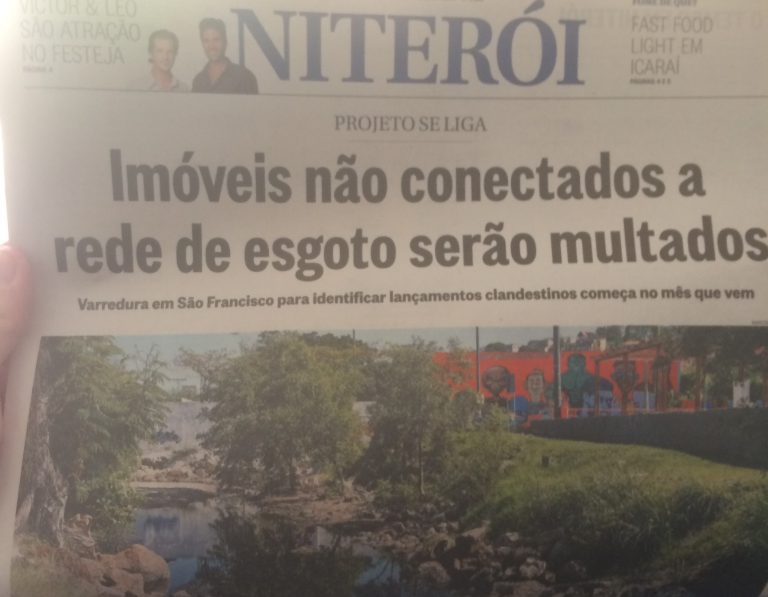 VICTOR & LEO
SÃO ATRAÇÃO
NO FESTEJA
NITERÓI
FAST FOOD
LIGHT EM
ICARAÍ
PROJETO SE LIGA
Imóveis não conectados a
rede de esgoto serão multados
Varredura em São Francisco para identificar lançamentos clandestinos começa no mês que vem